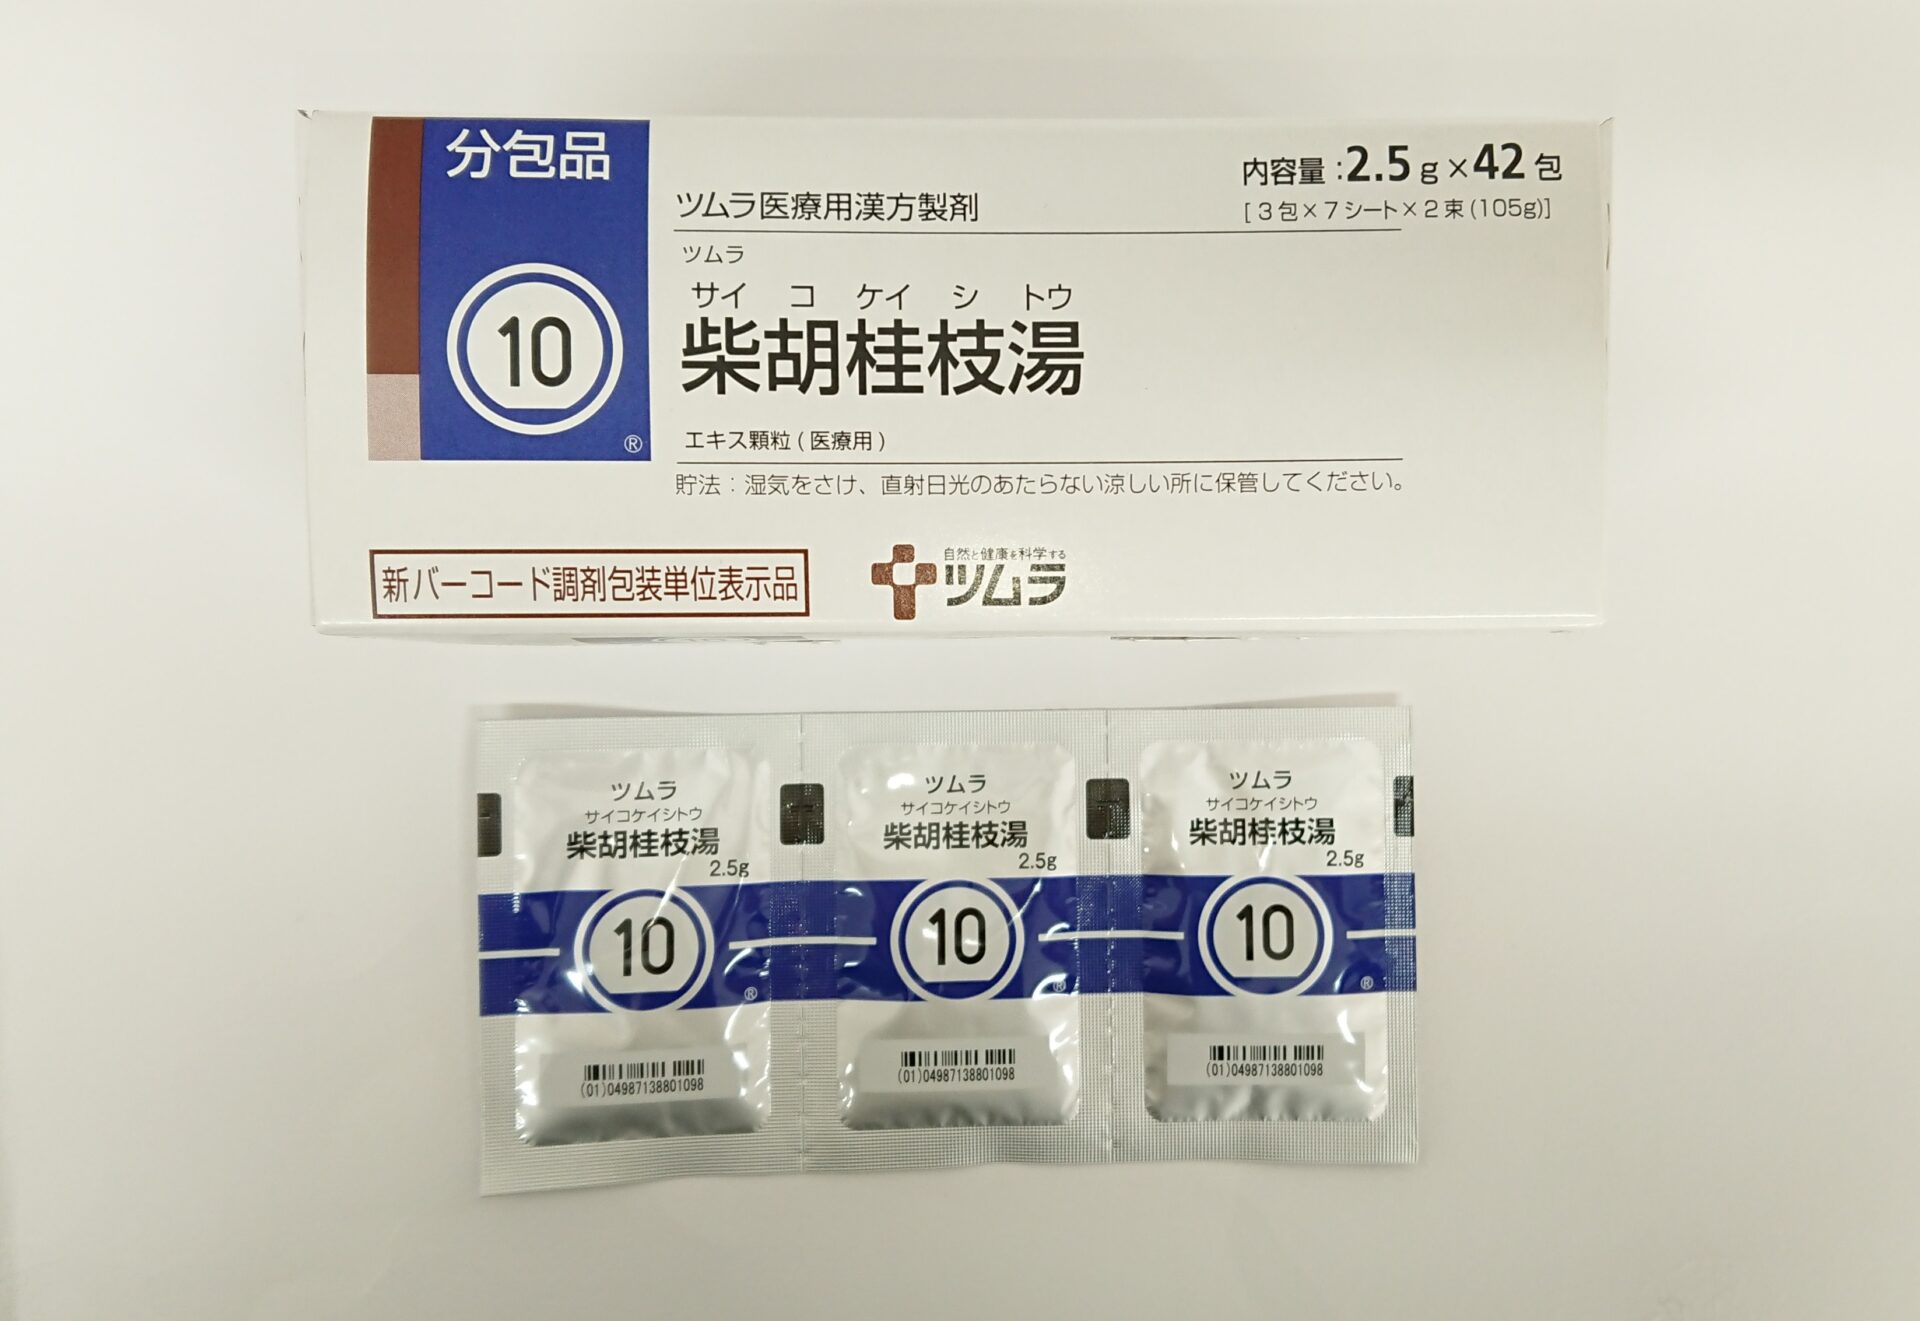 分包品
10
®
ツムラ医療用漢方製剤
内容量:2.5g×42包
[3包×7シート×2束(105g)]
ツムラ
サイコケイシトウ
柴胡桂枝湯
エキス顆粒(医療用)
貯法:湿気をさけ、直射日光のあたらない涼しい所に保管してください。
新バーコード調剤包装単位表示品
自然と健康を科学する
ツムラ
ツムラ
サイコケイシトウ
柴胡桂枝湯
2.5g
10
®
(01)04987138801098
ツムラ
サイコケイシトウ
柴胡桂枝湯
2.5g
10
®
(01)04987138801098
ツムラ
サイコケイシトウ
柴胡桂枝湯
2.5g
10
®
(01)04987138801098